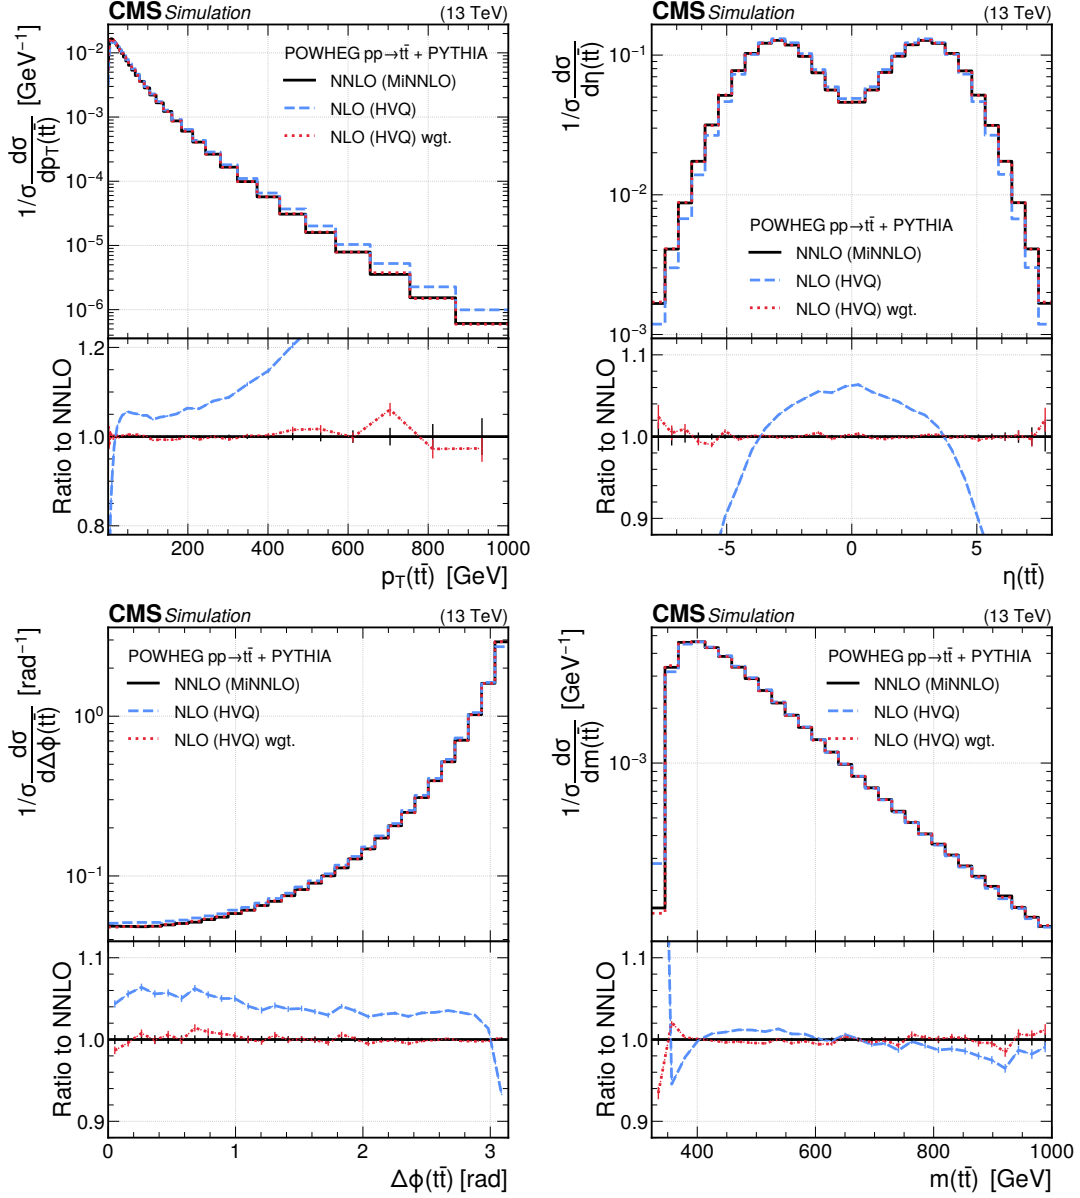 CMS Simulation (13 TeV)
1/σ dσ/dp_T(tt̄) [GeV⁻¹]
POWHEG pp→tt̄ + PYTHIA
NNLO (MiNNLO)
NLO (HVQ)
NLO (HVQ) wgt.
10⁻²
10⁻³
10⁻⁴
10⁻⁵
10⁻⁶
Ratio to NNLO
1.2
1.0
0.8
200 400 600 800 1000
p_T(tt̄) [GeV]
CMS Simulation (13 TeV)
1/σ dσ/dη(tt̄)
10⁻¹
10⁻²
10⁻³
POWHEG pp→tt̄ + PYTHIA
NNLO (MiNNLO)
NLO (HVQ)
NLO (HVQ) wgt.
Ratio to NNLO
1.1
1.0
0.9
-5 0 5
η(tt̄)
CMS Simulation (13 TeV)
1/σ dσ/dΔϕ(tt̄) [rad⁻¹]
POWHEG pp→tt̄ + PYTHIA
NNLO (MiNNLO)
NLO (HVQ)
NLO (HVQ) wgt.
10⁰
10⁻¹
Ratio to NNLO
1.1
1.0
0.9
0 1 2 3
Δϕ(tt̄) [rad]
CMS Simulation (13 TeV)
1/σ dσ/dm(tt̄) [GeV⁻¹]
POWHEG pp→tt̄ + PYTHIA
NNLO (MiNNLO)
NLO (HVQ)
NLO (HVQ) wgt.
10⁻³
Ratio to NNLO
1.1
1.0
0.9
400 600 800 1000
m(tt̄) [GeV]